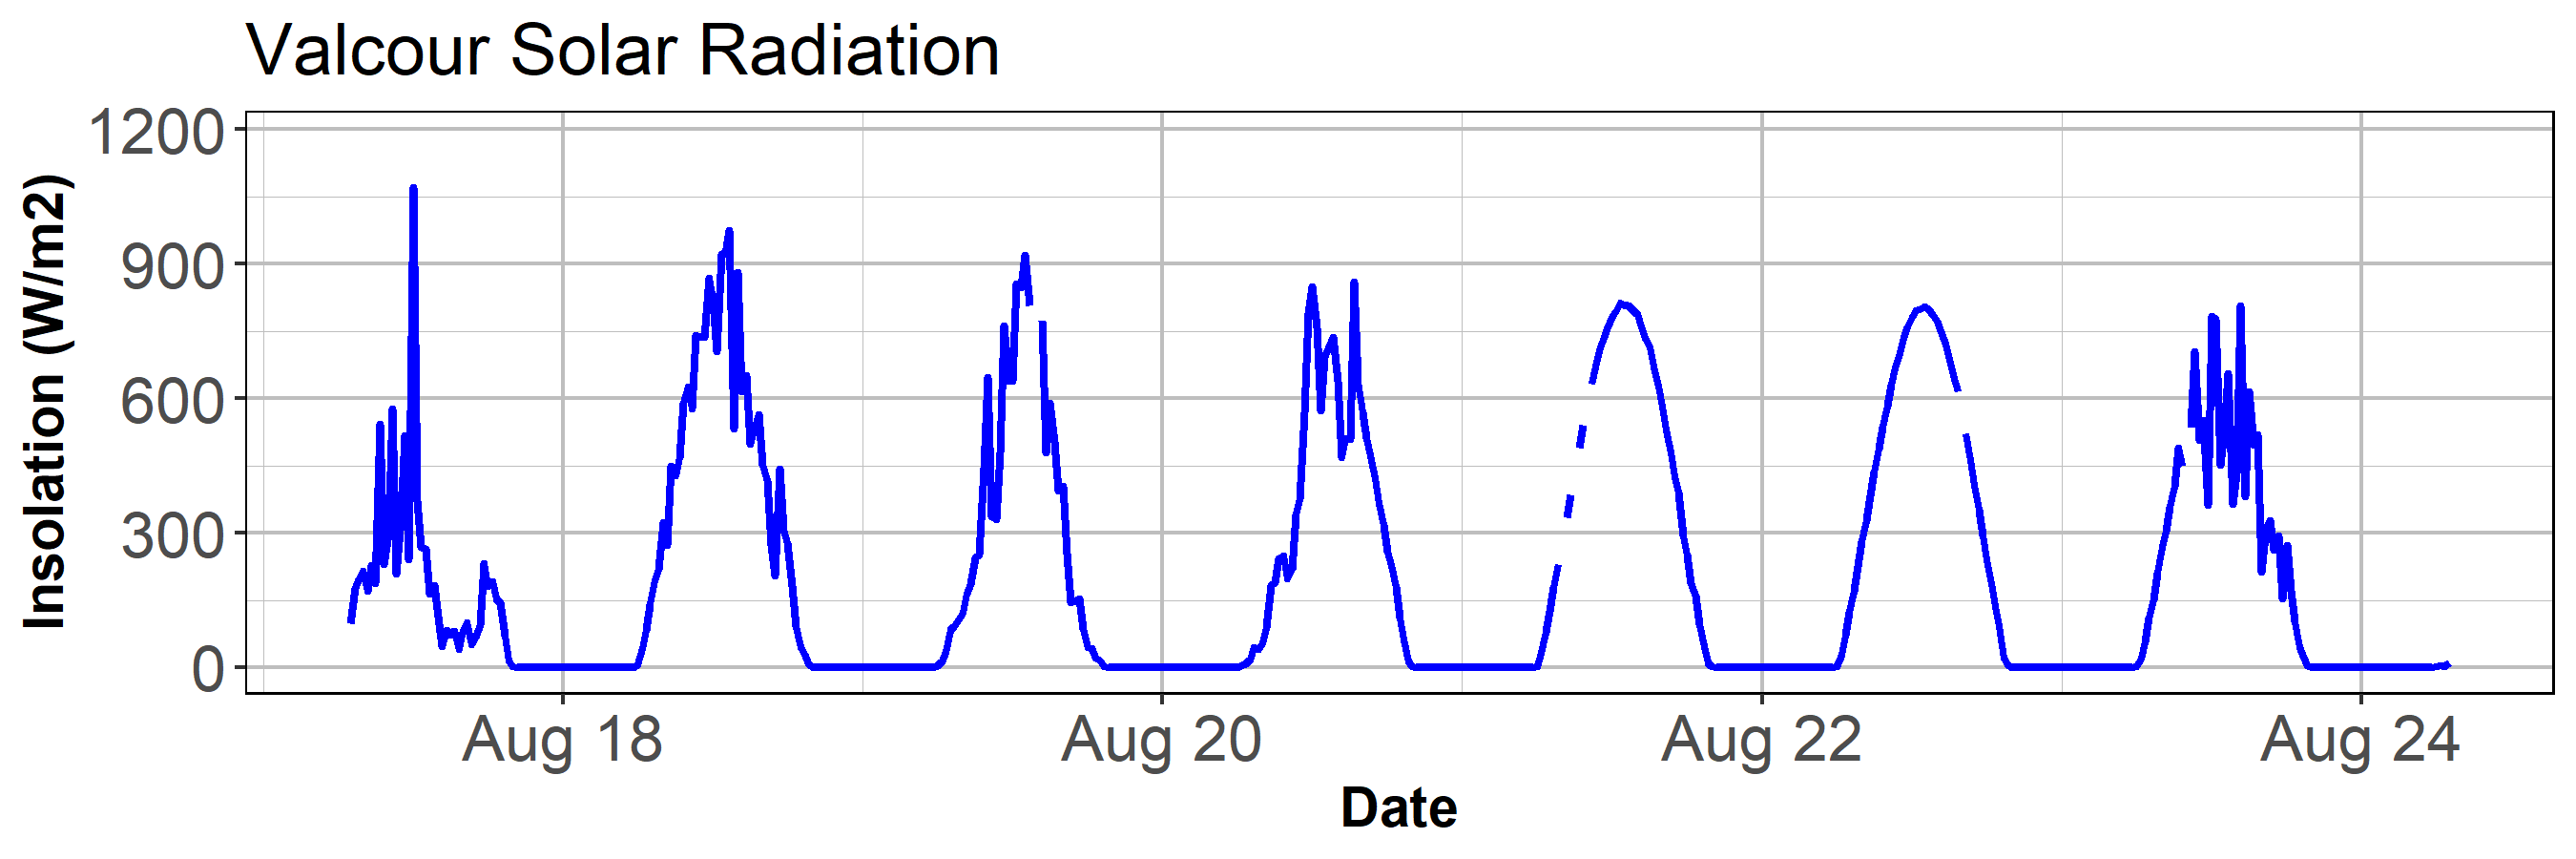 Valcour Solar Radiation
1200
900
600
300
0
Insolation (W/m2)
Aug 18 Aug 20 Aug 22 Aug 24
Date